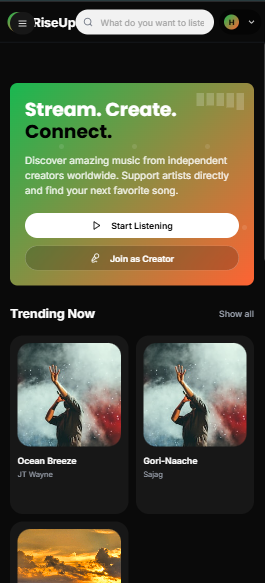 RiseUp
What do you want to liste
H
Stream. Create.
Connect.
Discover amazing music from independent
creators worldwide. Support artists directly
and find your next favorite song.
Start Listening
Join as Creator
Trending Now
Show all
Ocean Breeze
JT Wayne
Gori-Naache
Sajag